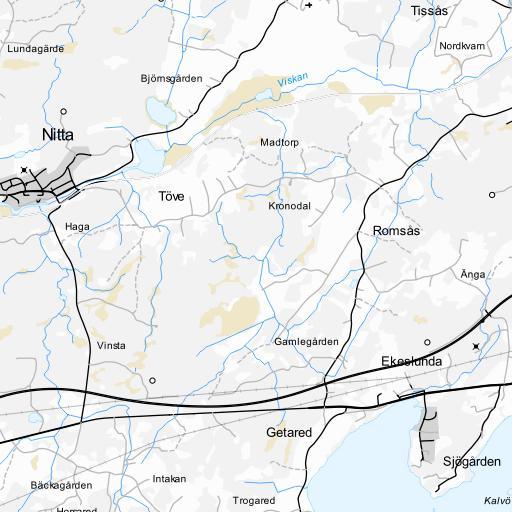 Tissås
Lundagärde
Nordkvarn
Björnsgården
Viskan
Nitta
Madtorp
Töve
Kronodal
Haga
Romsås
Änga
Vinsta
Gamlegården
Ekeslunda
Getared
Sjögården
Intakan
Bäckagården
Trogared
Kalvö
Herrared